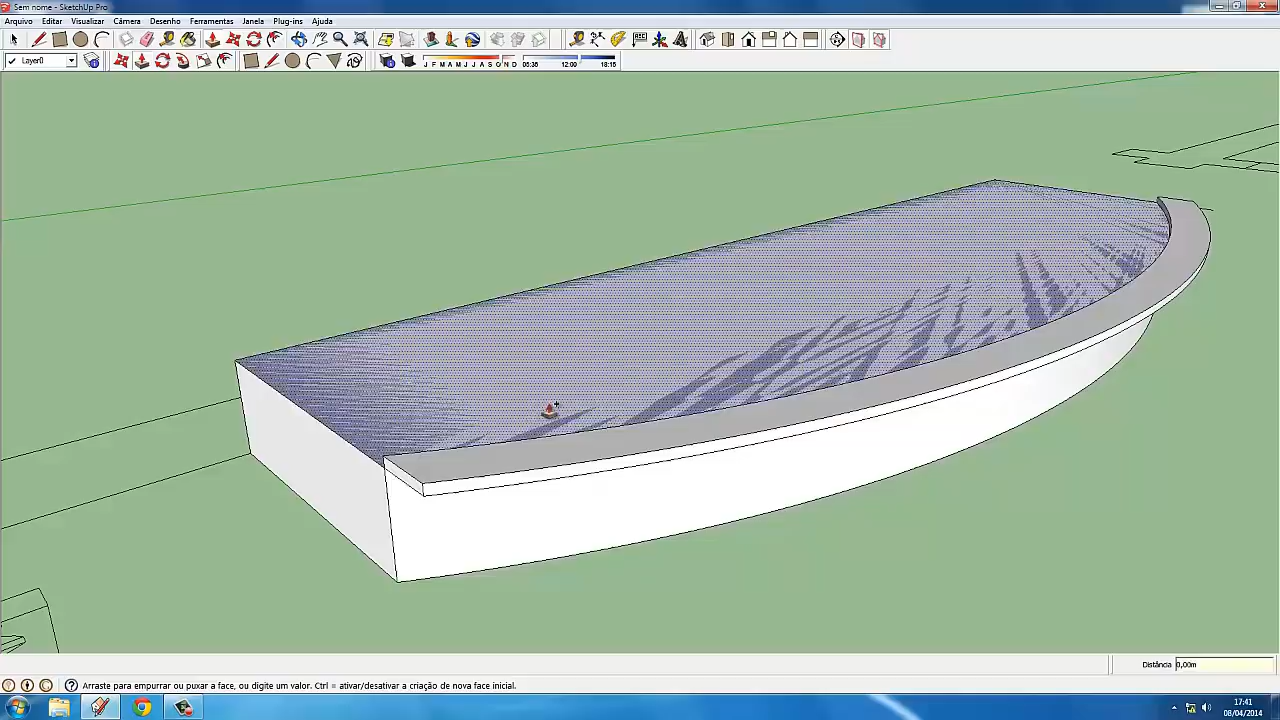 Sem nome - SketchUp Pro
Arquivo Editar Visualizar Câmera Desenho Ferramentas Janela Plug-ins Ajuda
Layer0 J F M A M J J A S O N D 05:36 12:00 18:15
Distância 0,00m
Arraste para empurrar ou puxar a face, ou digite um valor. Ctrl = ativar/desativar a criação de nova face inicial.
17:41
08/04/2014